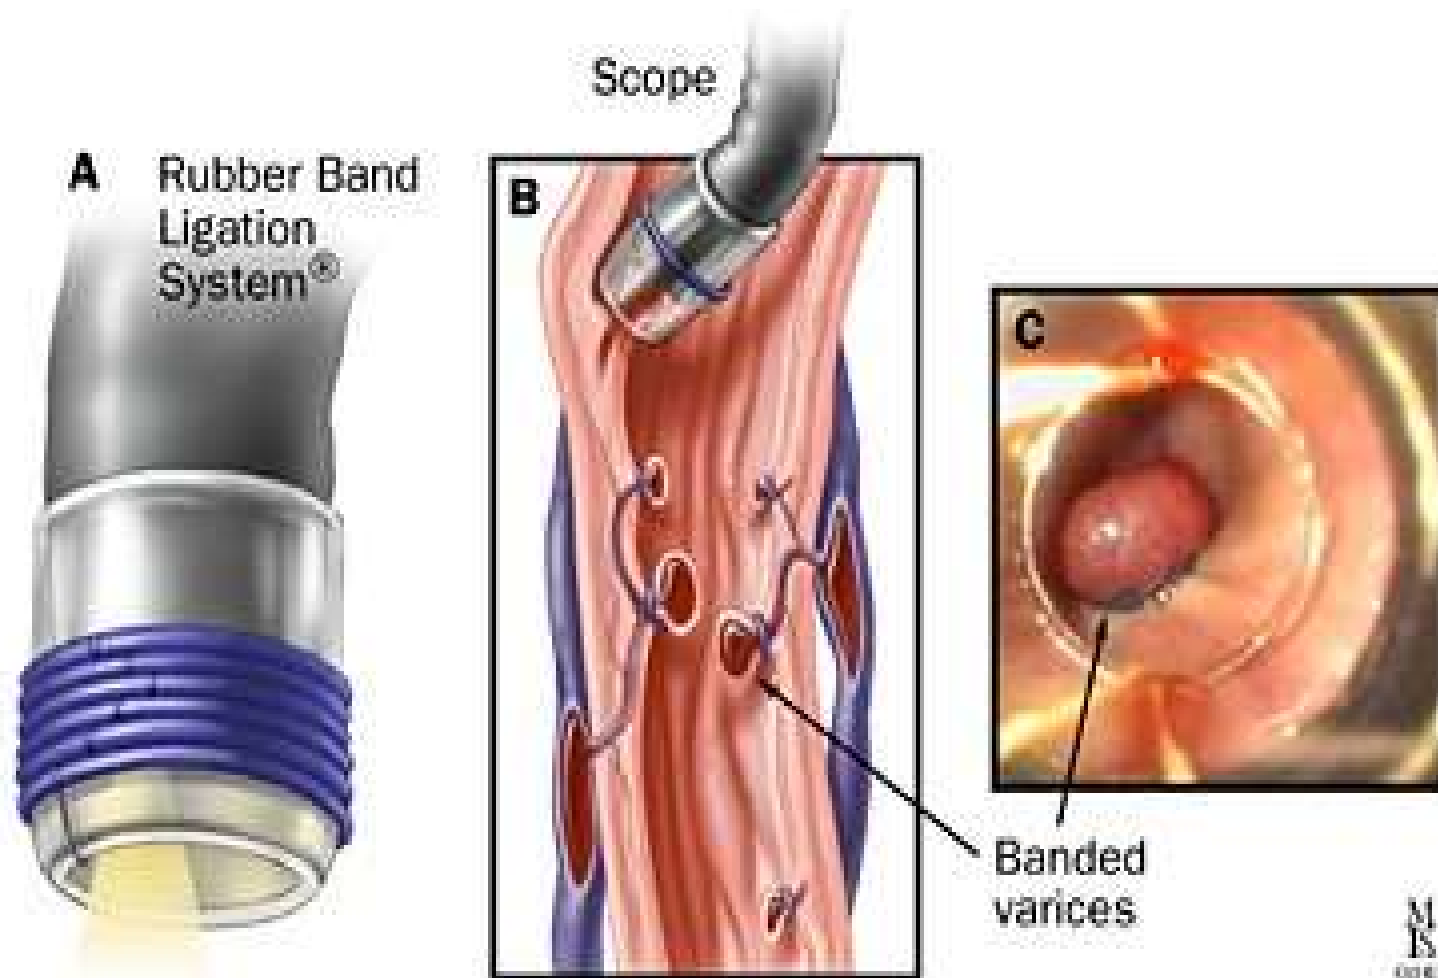 Scope
A
Rubber Band
Ligation
System®
B
C
Banded
varices